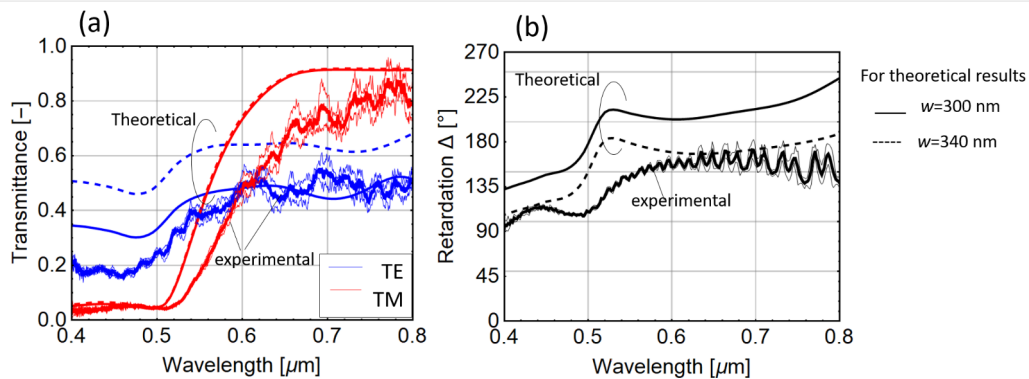 (a)
Transmittance [–]
1.0
0.8
0.6
0.4
0.2
0.0
Theoretical
experimental
TE
TM
0.4 0.5 0.6 0.7 0.8
Wavelength [μm]
(b)
Retardation Δ [°]
270
225
180
135
90
45
0
Theoretical
experimental
0.4 0.5 0.6 0.7 0.8
Wavelength [μm]
For theoretical results
w=300 nm
w=340 nm